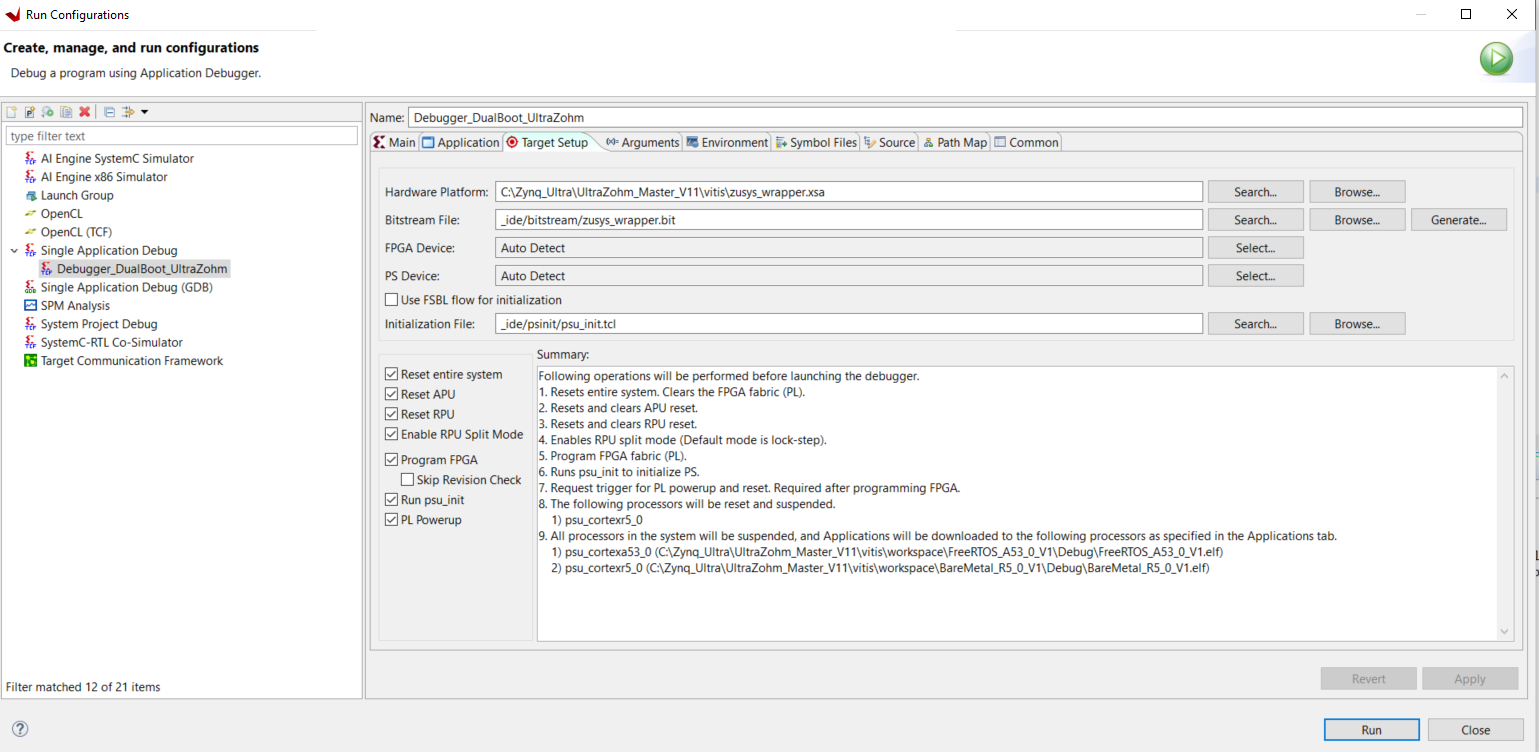 Run Configurations
Create, manage, and run configurations
Debug a program using Application Debugger.
type filter text
AI Engine SystemC Simulator
AI Engine x86 Simulator
Launch Group
OpenCL
OpenCL (TCF)
Single Application Debug
Debugger_DualBoot_UltraZohm
Single Application Debug (GDB)
SPM Analysis
System Project Debug
SystemC-RTL Co-Simulator
Target Communication Framework
Filter matched 12 of 21 items
Name: Debugger_DualBoot_UltraZohm
Main Application Target Setup Arguments Environment Symbol Files Source Path Map Common
Hardware Platform: C:\Zynq_Ultra\UltraZohm_Master_V11\vitis\zusys_wrapper.xsa Search... Browse...
Bitstream File: _ide/bitstream/zusys_wrapper.bit Search... Browse... Generate...
FPGA Device: Auto Detect Select...
PS Device: Auto Detect Select...
Use FSBL flow for initialization
Initialization File: _ide/psinit/psu_init.tcl Search... Browse...
Reset entire system
Reset APU
Reset RPU
Enable RPU Split Mode
Program FPGA
Skip Revision Check
Run psu_init
PL Powerup
Summary:
Following operations will be performed before launching the debugger.
1. Resets entire system. Clears the FPGA fabric (PL).
2. Resets and clears APU reset.
3. Resets and clears RPU reset.
4. Enables RPU split mode (Default mode is lock-step).
5. Program FPGA fabric (PL).
6. Runs psu_init to initialize PS.
7. Request trigger for PL powerup and reset. Required after programming FPGA.
8. The following processors will be reset and suspended.
1) psu_cortexr5_0
9. All processors in the system will be suspended, and Applications will be downloaded to the following processors as specified in the Applications tab.
1) psu_cortexa53_0 (C:\Zynq_Ultra\UltraZohm_Master_V11\vitis\workspace\FreeRTOS_A53_0_V1\Debug\FreeRTOS_A53_0_V1.elf)
2) psu_cortexr5_0 (C:\Zynq_Ultra\UltraZohm_Master_V11\vitis\workspace\BareMetal_R5_0_V1\Debug\BareMetal_R5_0_V1.elf)
Revert Apply
Run Close